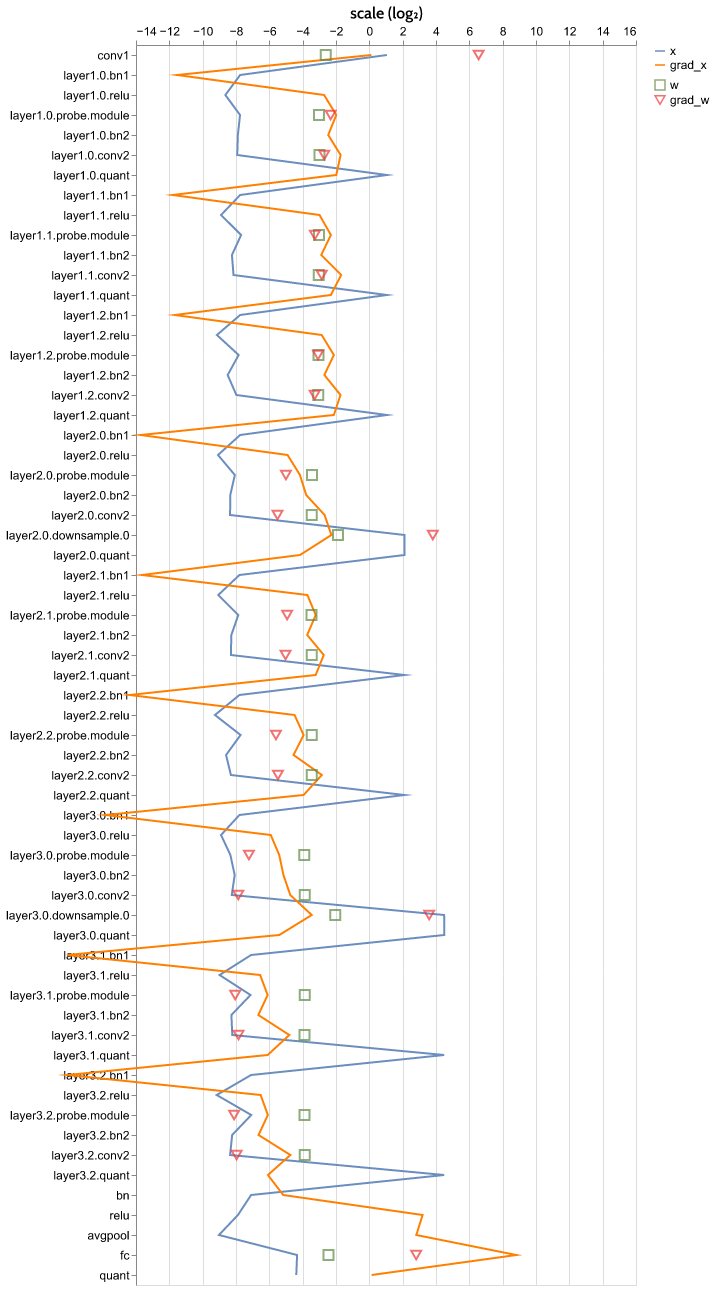 scale (log₂)
−14 −12 −10 −8 −6 −4 −2 0 2 4 6 8 10 12 14 16
x
grad_x
w
grad_w
conv1
layer1.0.bn1
layer1.0.relu
layer1.0.probe.module
layer1.0.bn2
layer1.0.conv2
layer1.0.quant
layer1.1.bn1
layer1.1.relu
layer1.1.probe.module
layer1.1.bn2
layer1.1.conv2
layer1.1.quant
layer1.2.bn1
layer1.2.relu
layer1.2.probe.module
layer1.2.bn2
layer1.2.conv2
layer1.2.quant
layer2.0.bn1
layer2.0.relu
layer2.0.probe.module
layer2.0.bn2
layer2.0.conv2
layer2.0.downsample.0
layer2.0.quant
layer2.1.bn1
layer2.1.relu
layer2.1.probe.module
layer2.1.bn2
layer2.1.conv2
layer2.1.quant
layer2.2.bn1
layer2.2.relu
layer2.2.probe.module
layer2.2.bn2
layer2.2.conv2
layer2.2.quant
layer3.0.bn1
layer3.0.relu
layer3.0.probe.module
layer3.0.bn2
layer3.0.conv2
layer3.0.downsample.0
layer3.0.quant
layer3.1.bn1
layer3.1.relu
layer3.1.probe.module
layer3.1.bn2
layer3.1.conv2
layer3.1.quant
layer3.2.bn1
layer3.2.relu
layer3.2.probe.module
layer3.2.bn2
layer3.2.conv2
layer3.2.quant
bn
relu
avgpool
fc
quant